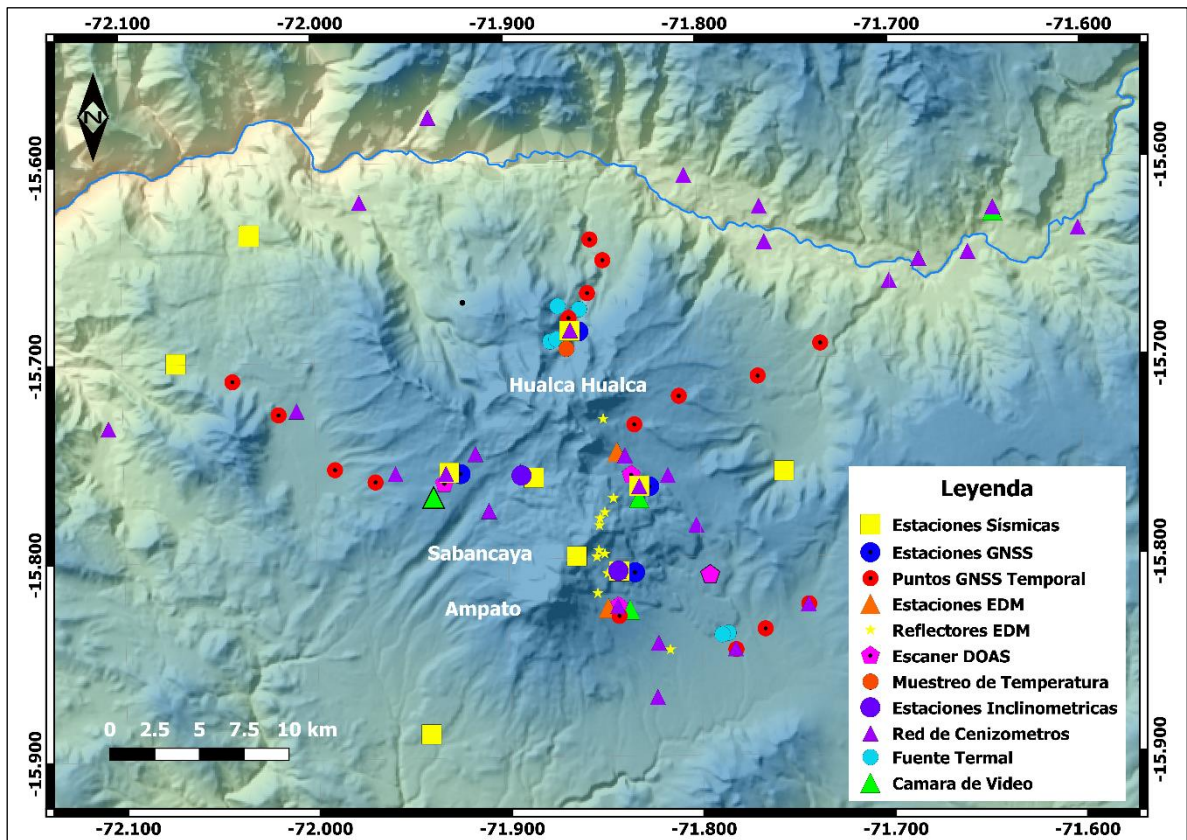 -72.100 -72.000 -71.900 -71.800 -71.700 -71.600
N
-15.600 -15.600
-15.700 -15.700
Hualca Hualca
Leyenda
Estaciones Sísmicas
Estaciones GNSS
Puntos GNSS Temporal
Estaciones EDM
Reflectores EDM
Escaner DOAS
Muestreo de Temperatura
Estaciones Inclinometricas
Red de Cenizometros
Fuente Termal
Camara de Video
Sabancaya
-15.800 -15.800
Ampato
0 2.5 5 7.5 10 km
-15.900 -15.900
-72.100 -72.000 -71.900 -71.800 -71.700 -71.600